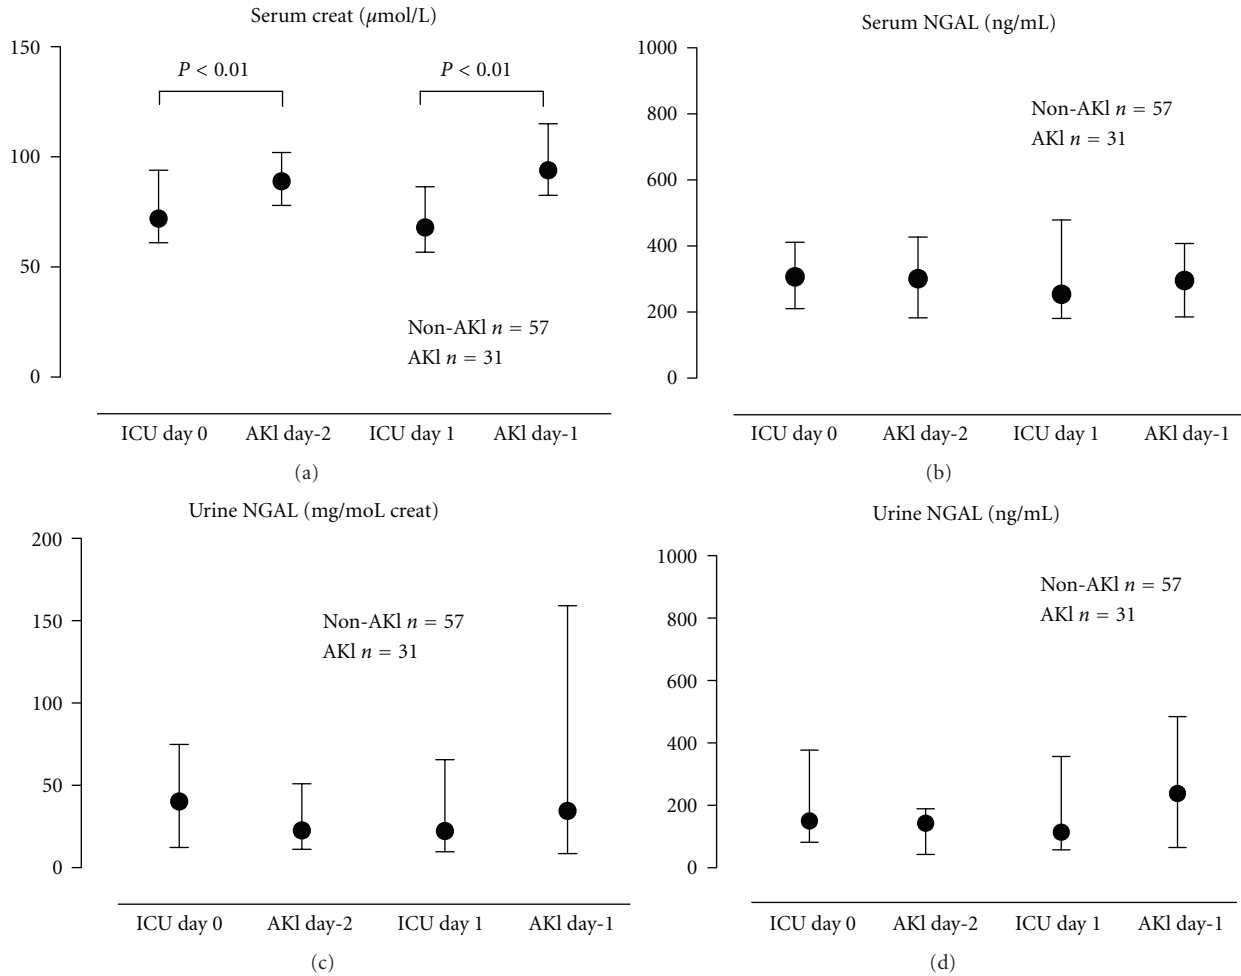 Serum creat (μmol/L)
150
100
50
0
P < 0.01
P < 0.01
Non-AKl n = 57
AKl n = 31
ICU day 0
AKl day-2
ICU day 1
AKl day-1
(a)
Serum NGAL (ng/mL)
1000
800
600
400
200
0
Non-AKl n = 57
AKl n = 31
ICU day 0
AKl day-2
ICU day 1
AKl day-1
(b)
Urine NGAL (mg/moL creat)
200
150
100
50
0
Non-AKl n = 57
AKl n = 31
ICU day 0
AKl day-2
ICU day 1
AKl day-1
(c)
Urine NGAL (ng/mL)
1000
800
600
400
200
0
Non-AKl n = 57
AKl n = 31
ICU day 0
AKl day-2
ICU day 1
AKl day-1
(d)